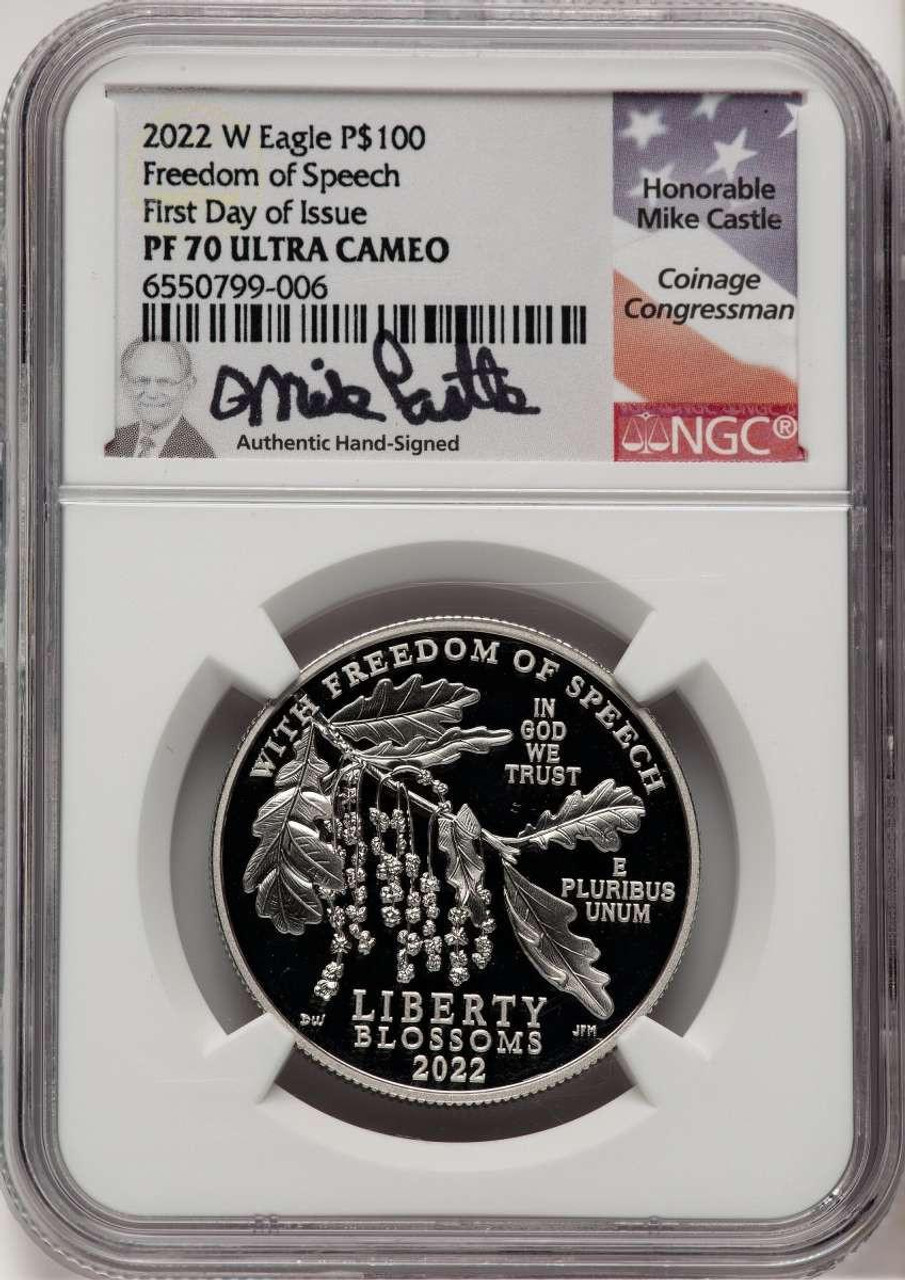 2022 W Eagle P$100
Freedom of Speech
First Day of Issue
PF 70 ULTRA CAMEO
6550799-006
Mike Castle
Authentic Hand-Signed
Honorable
Mike Castle
Coinage
Congressman
NGC®
WITH FREEDOM OF SPEECH
IN
GOD
WE
TRUST
E
PLURIBUS
UNUM
DW
LIBERTY
JFM
BLOSSOMS
2022